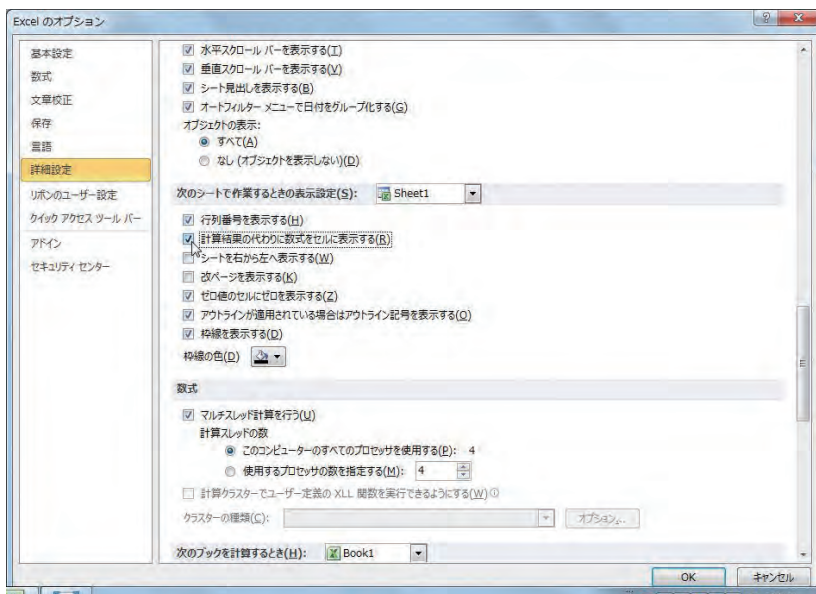 Excel のオプション
基本設定
数式
文章校正
保存
言語
詳細設定
リボンのユーザー設定
クイック アクセス ツール バー
アドイン
セキュリティ センター
水平スクロール バーを表示する(T)
垂直スクロール バーを表示する(V)
シート見出しを表示する(B)
オートフィルター メニューで日付をグループ化する(G)
オブジェクトの表示:
すべて(A)
なし (オブジェクトを表示しない)(D)
次のシートで作業するときの表示設定(S): Sheet1
行列番号を表示する(H)
計算結果の代わりに数式をセルに表示する(R)
シートを右から左へ表示する(W)
改ページを表示する(K)
ゼロ値のセルにゼロを表示する(Z)
アウトラインが適用されている場合はアウトライン記号を表示する(O)
枠線を表示する(D)
枠線の色(D)
数式
マルチスレッド計算を行う(U)
計算スレッドの数
このコンピューターのすべてのプロセッサを使用する(P): 4
使用するプロセッサの数を指定する(M): 4
計算クラスターでユーザー定義の XLL 関数を実行できるようにする(W)
クラスターの種類(C): オプション...
次のブックを計算するとき(H): Book1
OK キャンセル